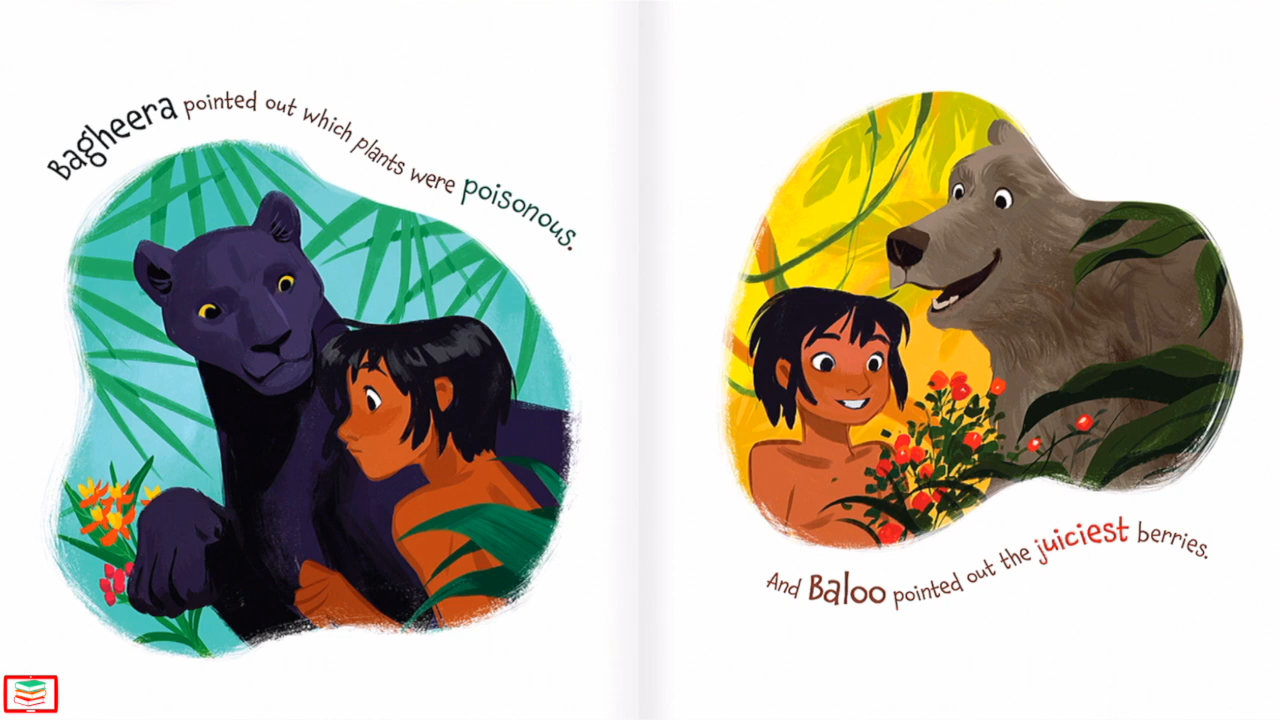 Bagheera pointed out which plants were poisonous.
And Baloo pointed out the juiciest berries.